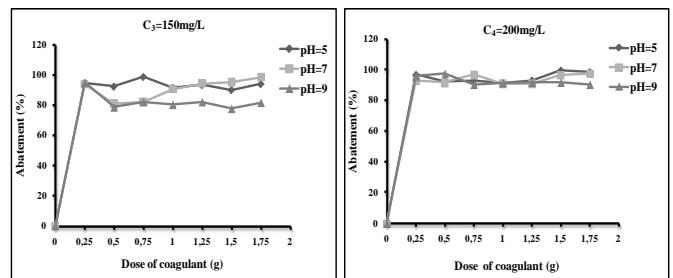 C₃=150mg/L
120
100
80
60
40
20
0
Abatement (%)
0 0,25 0,5 0,75 1 1,25 1,5 1,75 2
Dose of coagulant (g)
pH=5
pH=7
pH=9
C₄=200mg/L
120
100
80
60
40
20
0
Abatement (%)
0 0,25 0,5 0,75 1 1,25 1,5 1,75 2
Dose of coagulant (g)
pH=5
pH=7
pH=9